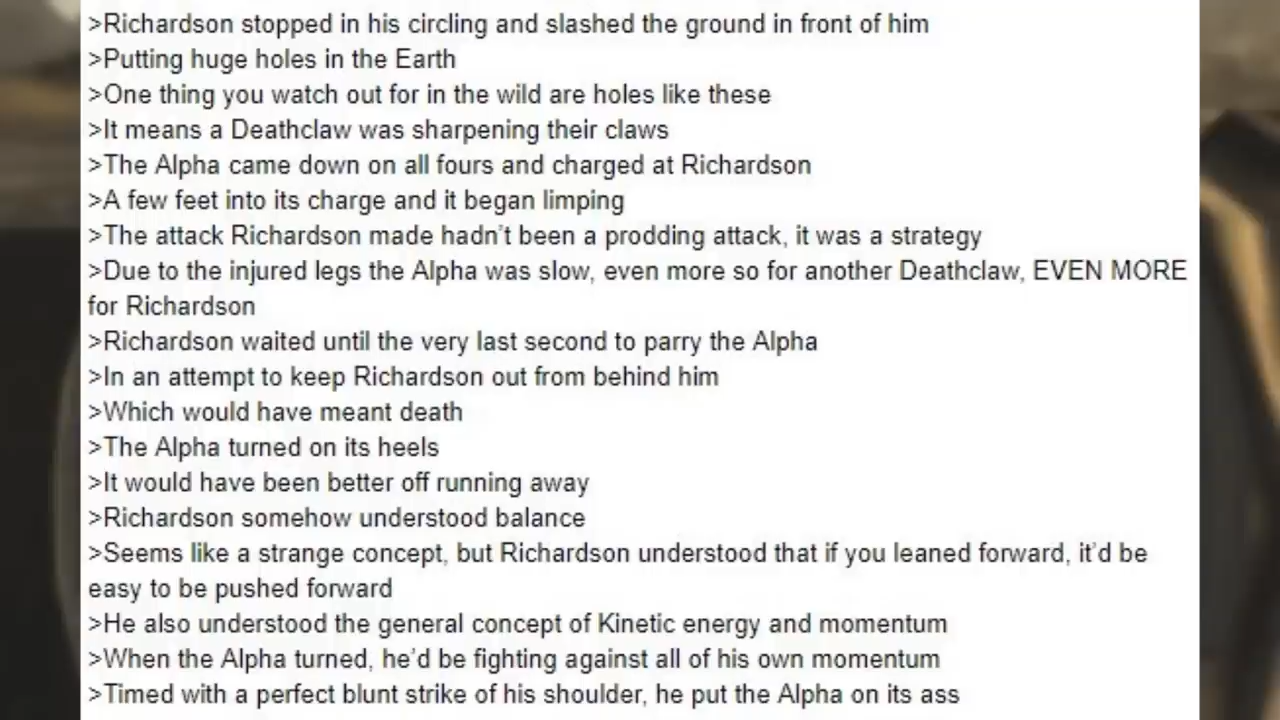 >Richardson stopped in his circling and slashed the ground in front of him
>Putting huge holes in the Earth
>One thing you watch out for in the wild are holes like these
>It means a Deathclaw was sharpening their claws
>The Alpha came down on all fours and charged at Richardson
>A few feet into its charge and it began limping
>The attack Richardson made hadn't been a prodding attack, it was a strategy
>Due to the injured legs the Alpha was slow, even more so for another Deathclaw, EVEN MORE
for Richardson
>Richardson waited until the very last second to parry the Alpha
>In an attempt to keep Richardson out from behind him
>Which would have meant death
>The Alpha turned on its heels
>It would have been better off running away
>Richardson somehow understood balance
>Seems like a strange concept, but Richardson understood that if you leaned forward, it'd be
easy to be pushed forward
>He also understood the general concept of Kinetic energy and momentum
>When the Alpha turned, he'd be fighting against all of his own momentum
>Timed with a perfect blunt strike of his shoulder, he put the Alpha on its ass